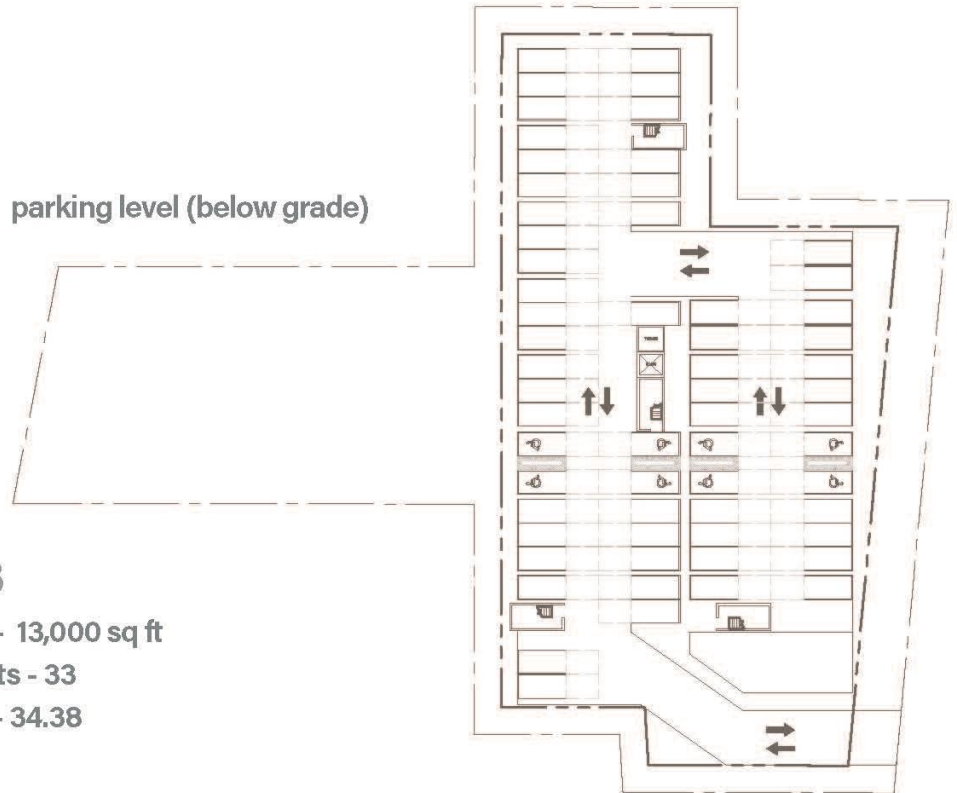 parking level (below grade)
- 13,000 sq ft
ts - 33
- 34.38